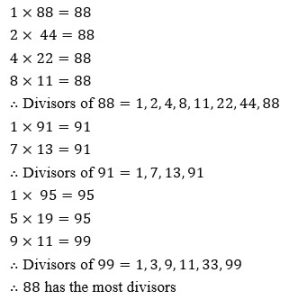 1 × 88 = 88
2 × 44 = 88
4 × 22 = 88
8 × 11 = 88
∴ Divisors of 88 = 1, 2, 4, 8, 11, 22, 44, 88
1 × 91 = 91
7 × 13 = 91
∴ Divisors of 91 = 1, 7, 13, 91
1 × 95 = 95
5 × 19 = 95
9 × 11 = 99
∴ Divisors of 99 = 1, 3, 9, 11, 33, 99
∴ 88 has the most divisors